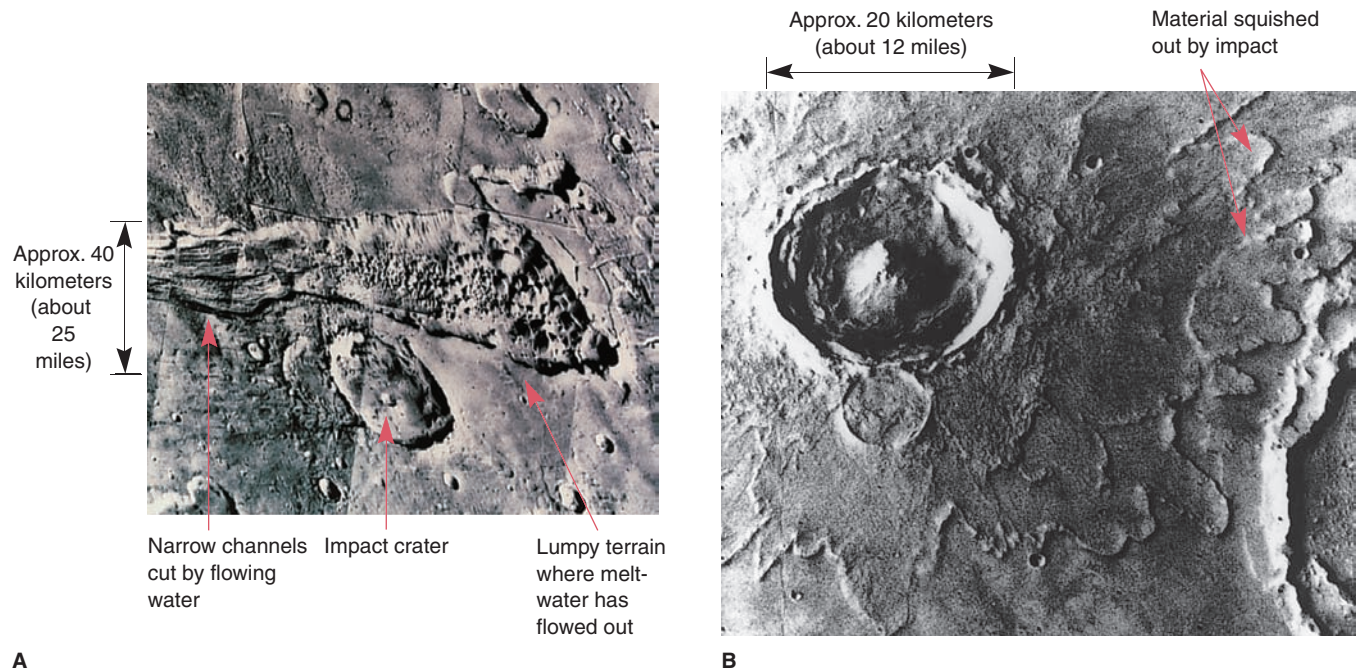 Approx. 40
kilometers
(about
25
miles)
Narrow channels
cut by flowing
water
Impact crater
Lumpy terrain
where melt-
water has
flowed out
A
Approx. 20 kilometers
(about 12 miles)
Material squished
out by impact
B